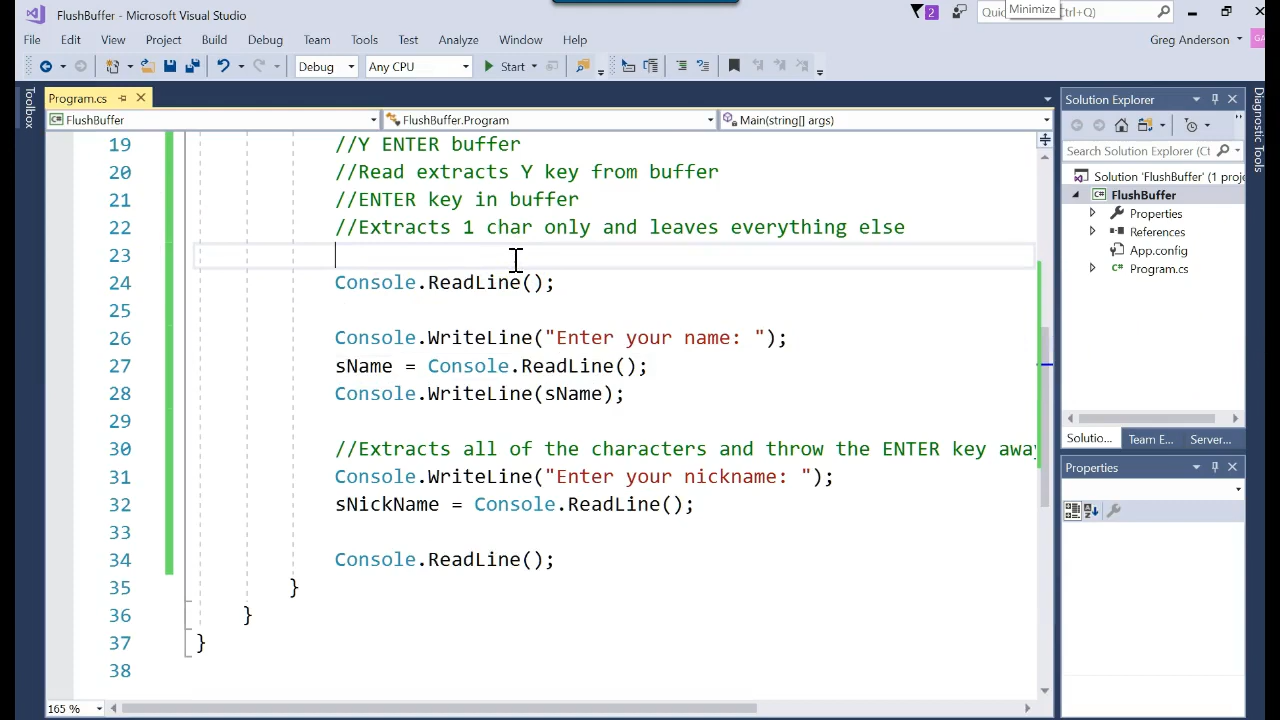 FlushBuffer - Microsoft Visual Studio
2
Minimize
Ctrl+Q)
File Edit View Project Build Debug Team Tools Test Analyze Window Help
Greg Anderson
GA
Debug Any CPU Start
Toolbox
Program.cs
FlushBuffer FlushBuffer.Program Main(string[] args)
19 //Y ENTER buffer
20 //Read extracts Y key from buffer
21 //ENTER key in buffer
22 //Extracts 1 char only and leaves everything else
23
24 Console.ReadLine();
25
26 Console.WriteLine("Enter your name: ");
27 sName = Console.ReadLine();
28 Console.WriteLine(sName);
29
30 //Extracts all of the characters and throw the ENTER key away
31 Console.WriteLine("Enter your nickname: ");
32 sNickName = Console.ReadLine();
33
34 Console.ReadLine();
35 }
36 }
37 }
38
165 %
Solution Explorer
Search Solution Explorer (Ct
Solution 'FlushBuffer' (1 proje
C# FlushBuffer
Properties
References
App.config
C# Program.cs
Solutio... Team E... Server...
Properties
Diagnostic Tools